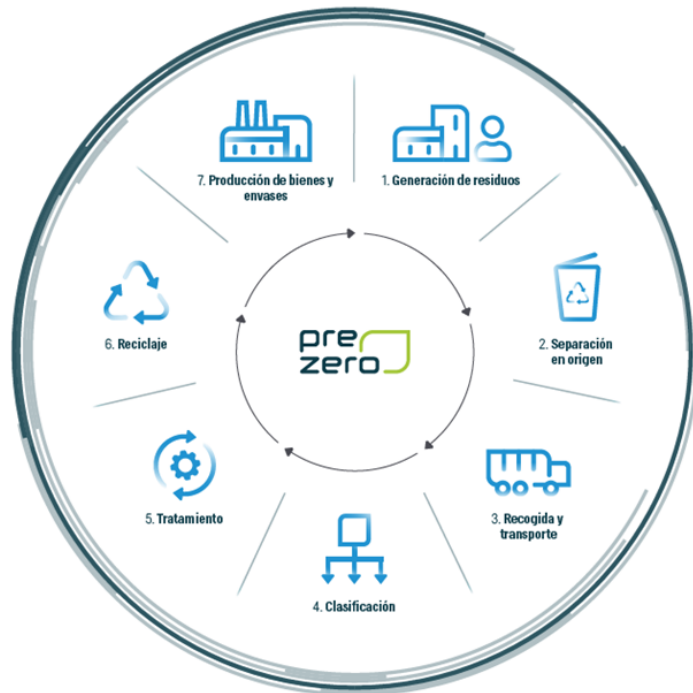 1. Generación de residuos
2. Separación
en origen
3. Recogida y
transporte
4. Clasificación
5. Tratamiento
6. Reciclaje
7. Producción de bienes y
envases
pre
zero